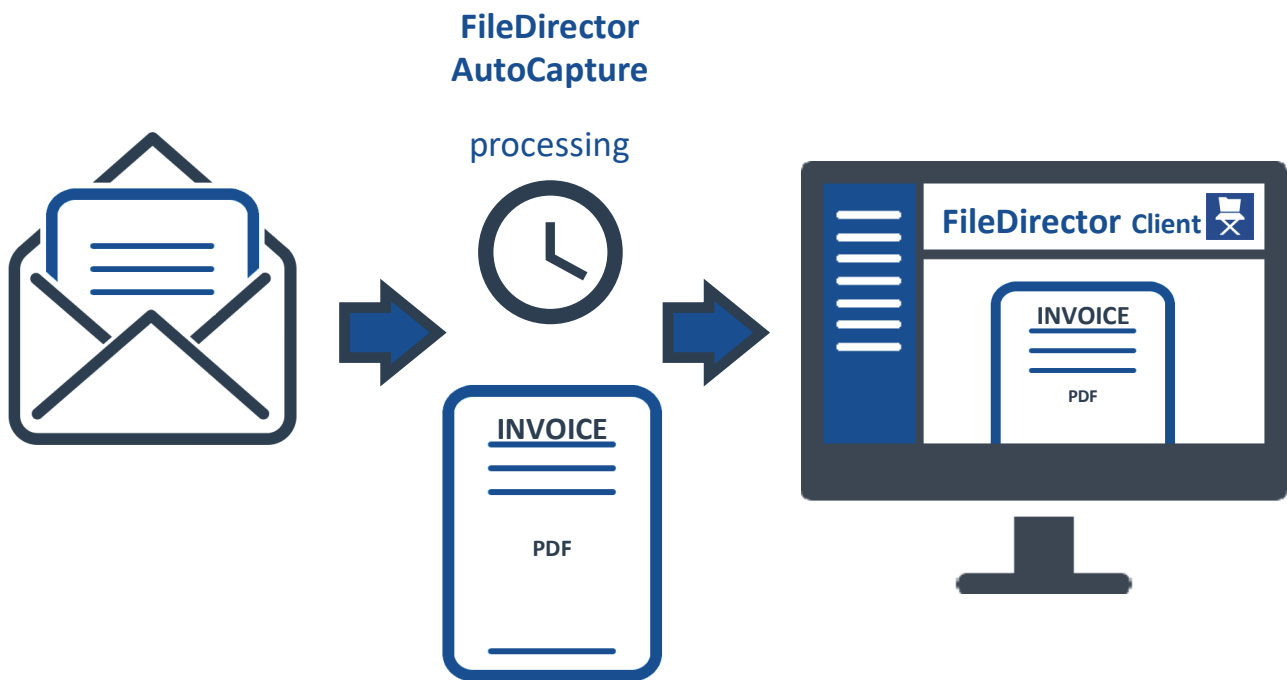 FileDirector
AutoCapture
processing
INVOICE
PDF
FileDirector Client
INVOICE
PDF